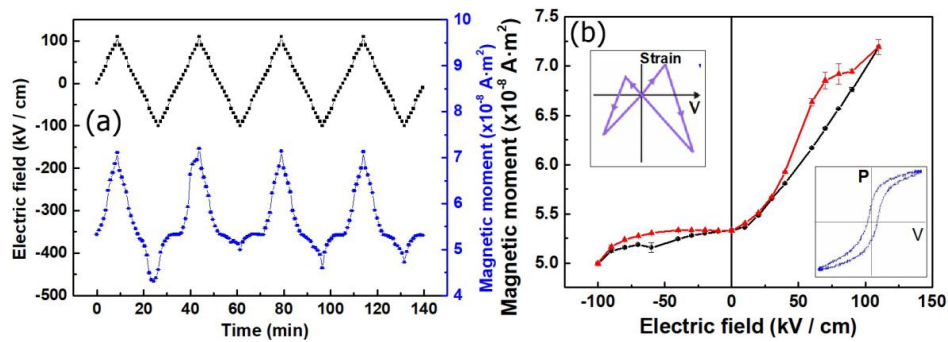 (a)
Electric field (kV / cm)
100
0
-100
-200
-300
-400
-500
0 20 40 60 80 100 120 140
Time (min)
10
9
8
7
6
5
4
Magnetic moment (x10⁻⁸ A·m²)
(b)
Magnetic moment (x10⁻⁸ A·m²)
7.5
7.0
6.5
6.0
5.5
5.0
Strain
V
P
V
-100 -50 0 50 100 150
Electric field (kV / cm)